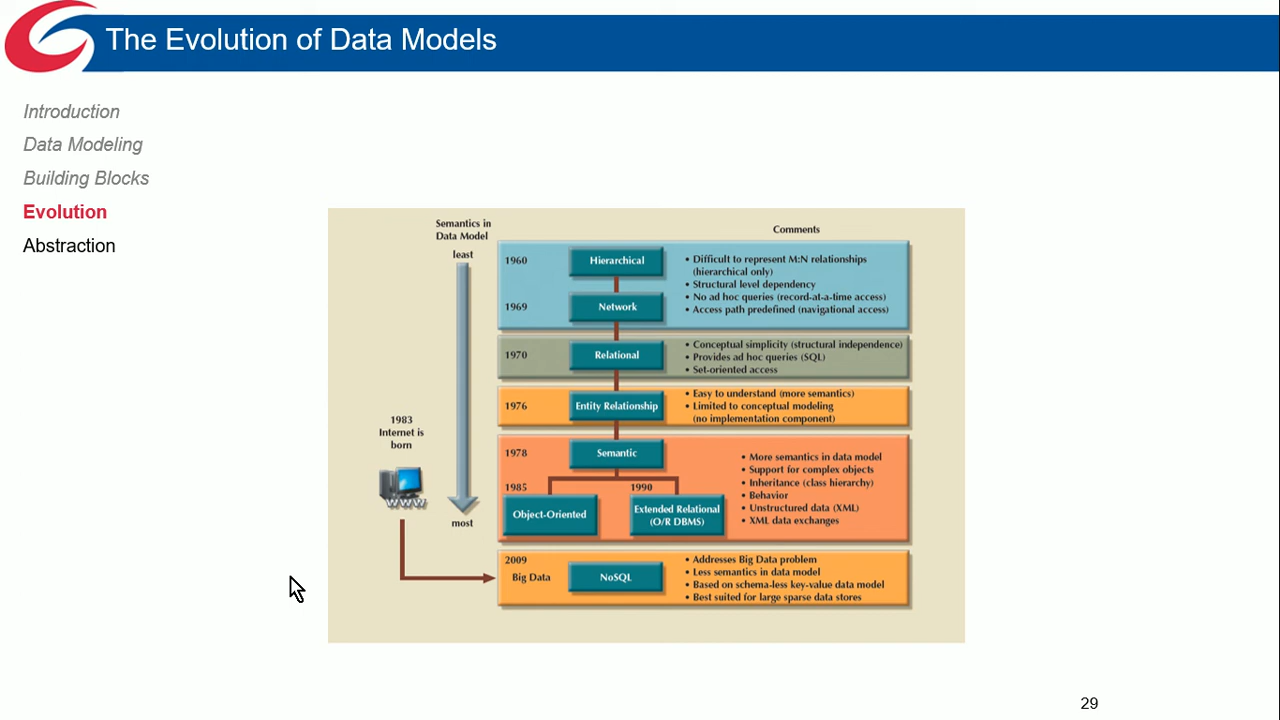 The Evolution of Data Models
Introduction
Data Modeling
Building Blocks
Evolution
Abstraction
Semantics in
Data Model
least
most
Comments
1960
Hierarchical
1969
Network
• Difficult to represent M:N relationships
(hierarchical only)
• Structural level dependency
• No ad hoc queries (record-at-a-time access)
• Access path predefined (navigational access)
1970
Relational
• Conceptual simplicity (structural independence)
• Provides ad hoc queries (SQL)
• Set-oriented access
1976
Entity Relationship
• Easy to understand (more semantics)
• Limited to conceptual modeling
(no implementation component)
1978
Semantic
1985
Object-Oriented
1990
Extended Relational
(O/R DBMS)
• More semantics in data model
• Support for complex objects
• Inheritance (class hierarchy)
• Behavior
• Unstructured data (XML)
• XML data exchanges
1983
Internet is
born
WWW
2009
Big Data
NoSQL
• Addresses Big Data problem
• Less semantics in data model
• Based on schema-less key-value data model
• Best suited for large sparse data stores
29